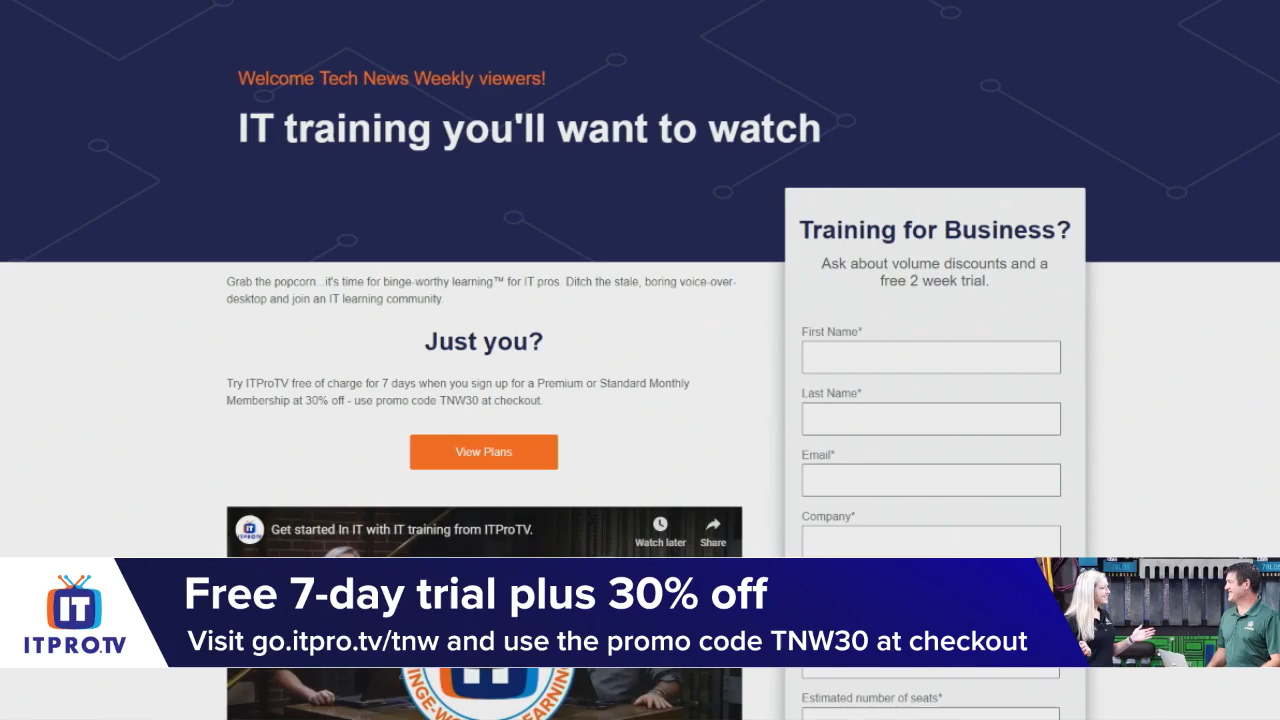 Welcome Tech News Weekly viewers!
IT training you'll want to watch
Grab the popcorn...it's time for binge-worthy learning™ for IT pros. Ditch the stale, boring voice-over-
desktop and join an IT learning community.
Just you?
Try ITProTV free of charge for 7 days when you sign up for a Premium or Standard Monthly
Membership at 30% off - use promo code TNW30 at checkout.
View Plans
Training for Business?
Ask about volume discounts and a
free 2 week trial.
First Name*
Last Name*
Email*
Company*
IT
Get started In IT with IT training from ITProTV.
Watch later
Share
IT
ITPRO.TV
Free 7-day trial plus 30% off
Visit go.itpro.tv/tnw and use the promo code TNW30 at checkout
Estimated number of seats*